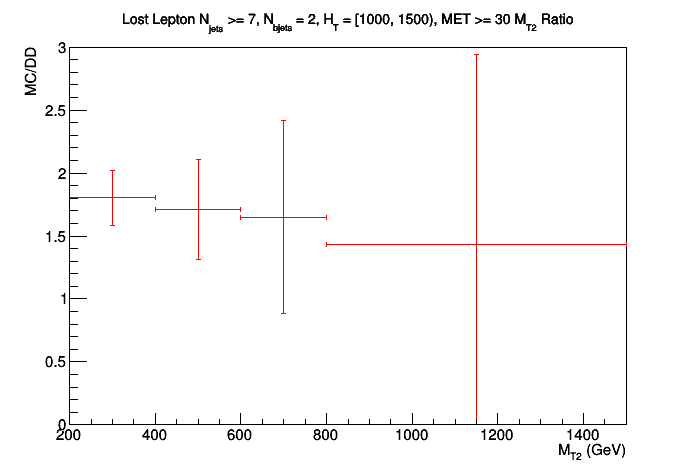 Lost Lepton N_jets >= 7, N_bjets = 2, H_T = [1000, 1500), MET >= 30 M_T2 Ratio
MC/DD
3
2.5
2
1.5
1
0.5
0
200 400 600 800 1000 1200 1400
M_T2 (GeV)